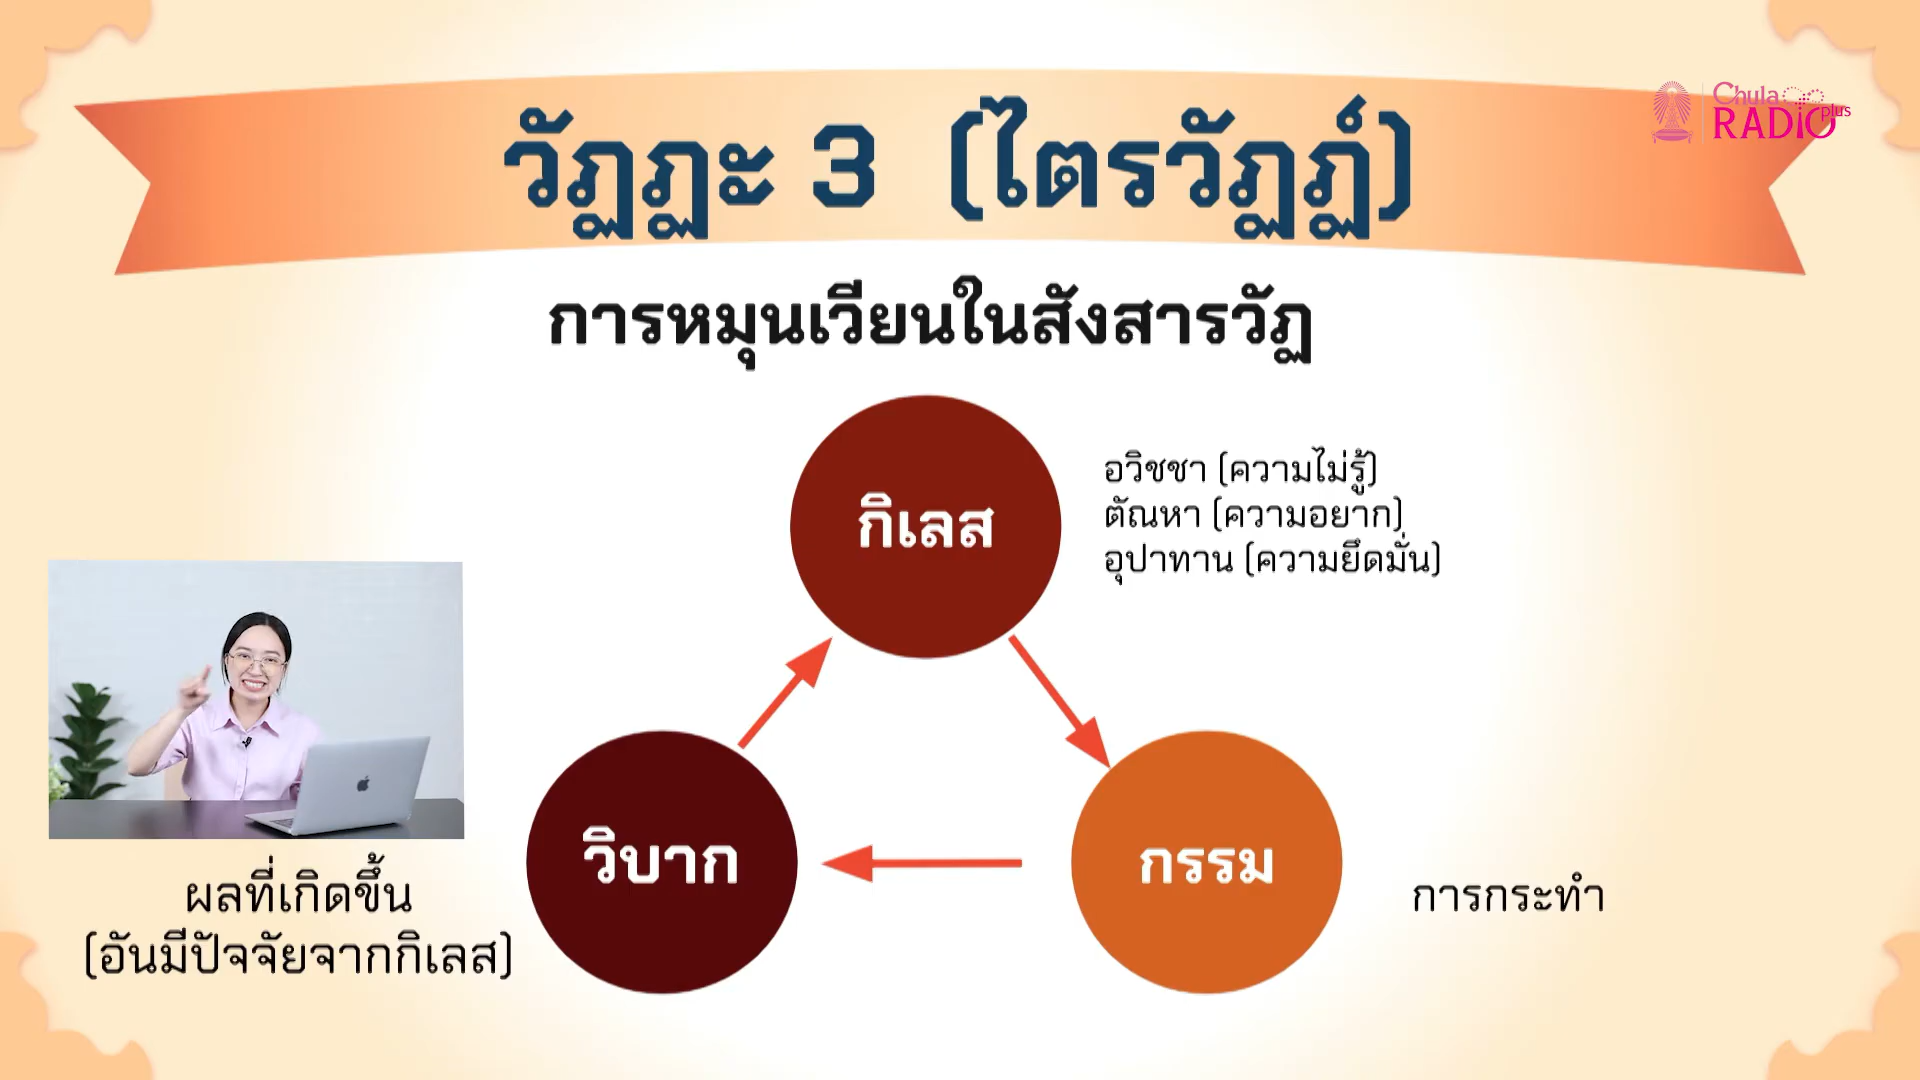 วัฏฏะ 3 (ไตรวัฏฏ์)
Chula
RADIO plus
การหมุนเวียนในสังสารวัฏ
กิเลส
อวิชชา (ความไม่รู้)
ตัณหา (ความอยาก)
อุปาทาน (ความยึดมั่น)
วิบาก
กรรม
การกระทำ
ผลที่เกิดขึ้น
(อันมีปัจจัยจากกิเลส)